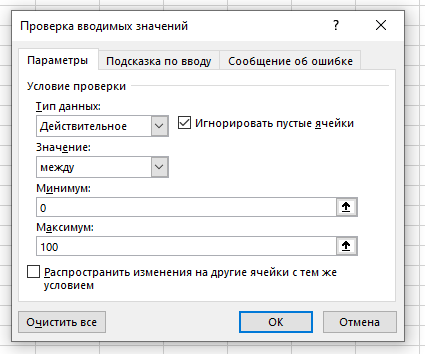 Проверка вводимых значений
Параметры
Подсказка по вводу
Сообщение об ошибке
Условие проверки
Тип данных:
Действительное
Игнорировать пустые ячейки
Значение:
между
Минимум:
0
Максимум:
100
Распространить изменения на другие ячейки с тем же
условием
Очистить все
ОК
Отмена